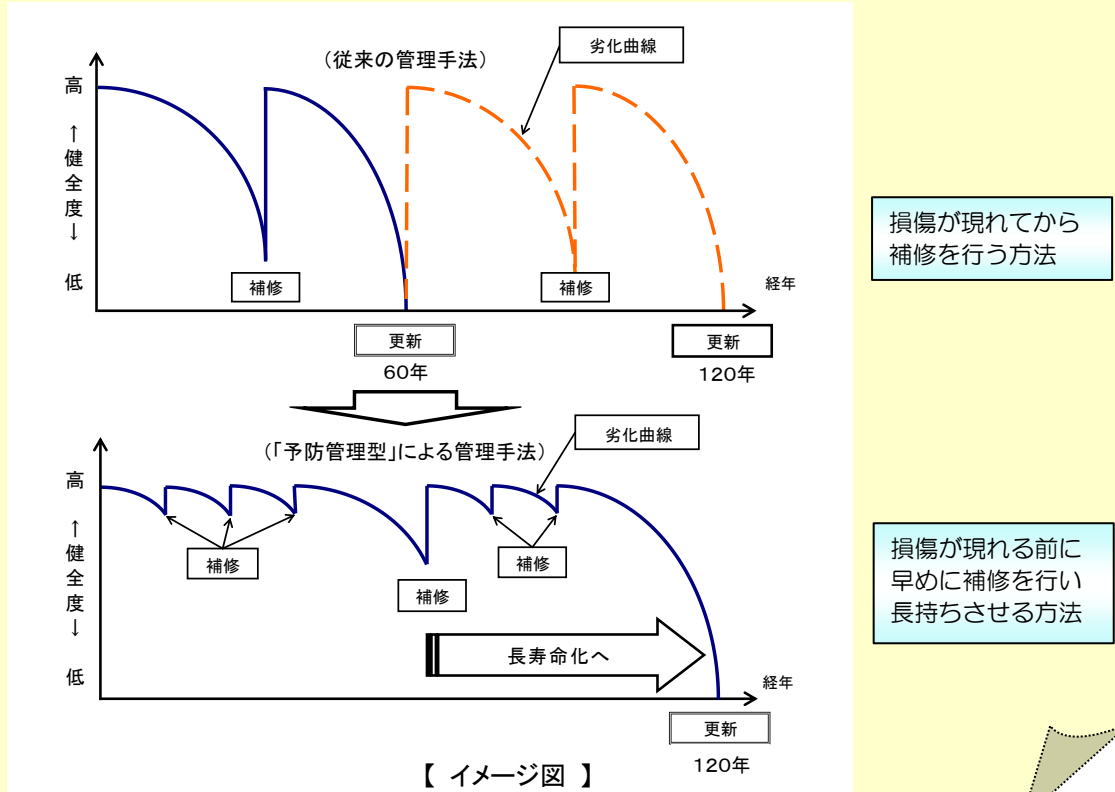 (従来の管理手法)
劣化曲線
高
↑
健
全
度
↓
低
補修
補修
経年
更新
更新
60年
120年
損傷が現れてから
補修を行う方法
(「予防管理型」による管理手法)
劣化曲線
高
↑
健
全
度
↓
低
補修
補修
補修
長寿命化へ
経年
更新
120年
【 イメージ図 】
損傷が現れる前に
早めに補修を行い
長持ちさせる方法